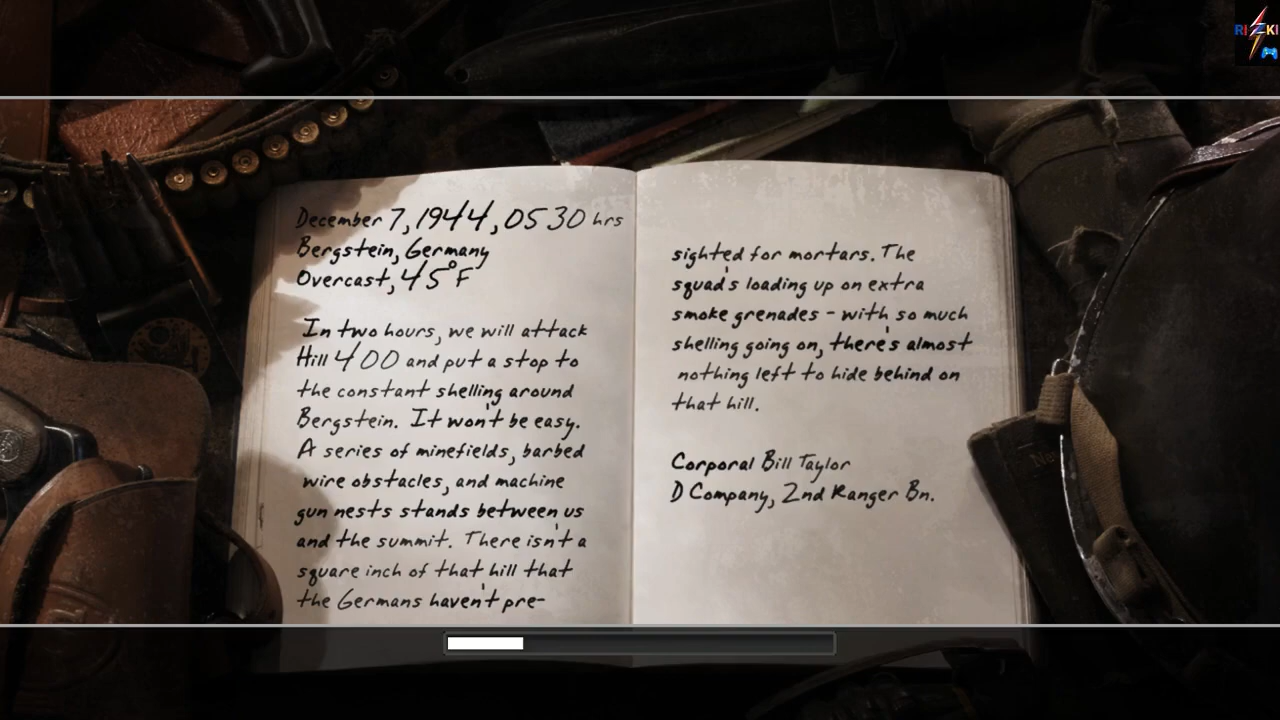 RIZKI
December 7, 1944, 0530 hrs
Bergstein, Germany
Overcast, 45°F
In two hours, we will attack
Hill 400 and put a stop to
the constant shelling around
Bergstein. It won't be easy.
A series of minefields, barbed
wire obstacles, and machine
gun nests stands between us
and the summit. There isn't a
square inch of that hill that
the Germans haven't pre-
sighted for mortars. The
squad's loading up on extra
smoke grenades - with so much
shelling going on, there's almost
nothing left to hide behind on
that hill.
Corporal Bill Taylor
D Company, 2nd Ranger Bn.